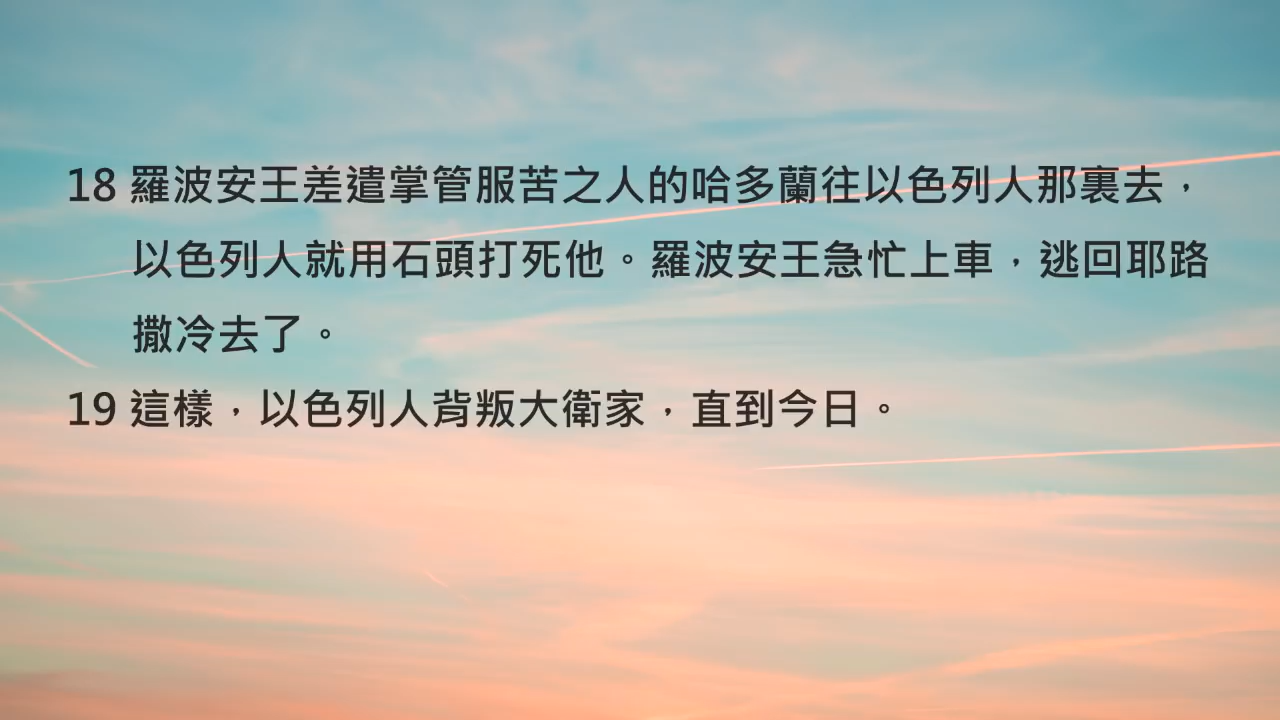 18 羅波安王差遣掌管服苦之人的哈多蘭往以色列人那裏去，
以色列人就用石頭打死他。羅波安王急忙上車，逃回耶路
撒冷去了。
19 這樣，以色列人背叛大衛家，直到今日。